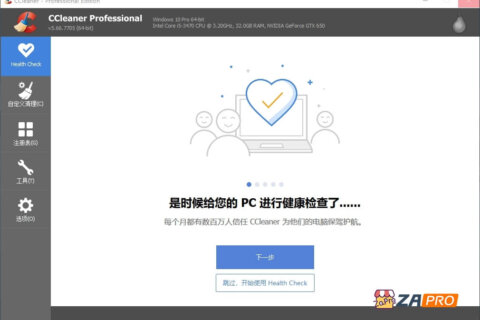 CCleaner - Professional Edition
CCleaner Professional
v5.66.7705 (64-bit)
Windows 10 Pro 64-bit
Intel Core i5-3470 CPU @ 3.20GHz, 32.0GB RAM, NVIDIA GeForce GTX 650
Health Check
自定义清理(C)
注册表(G)
工具(T)
选项(O)
是时候给您的 PC 进行健康检查了......
每个月都有数百万人信任 CCleaner 为他们的电脑保驾护航。
下一步
跳过，开始使用 Health Check
ZAPRO